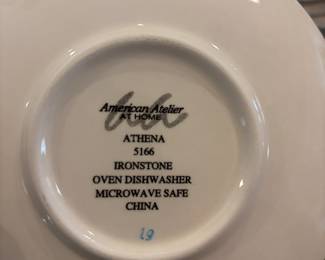 American Atelier
AT HOME
ATHENA
5166
IRONSTONE
OVEN DISHWASHER
MICROWAVE SAFE
CHINA